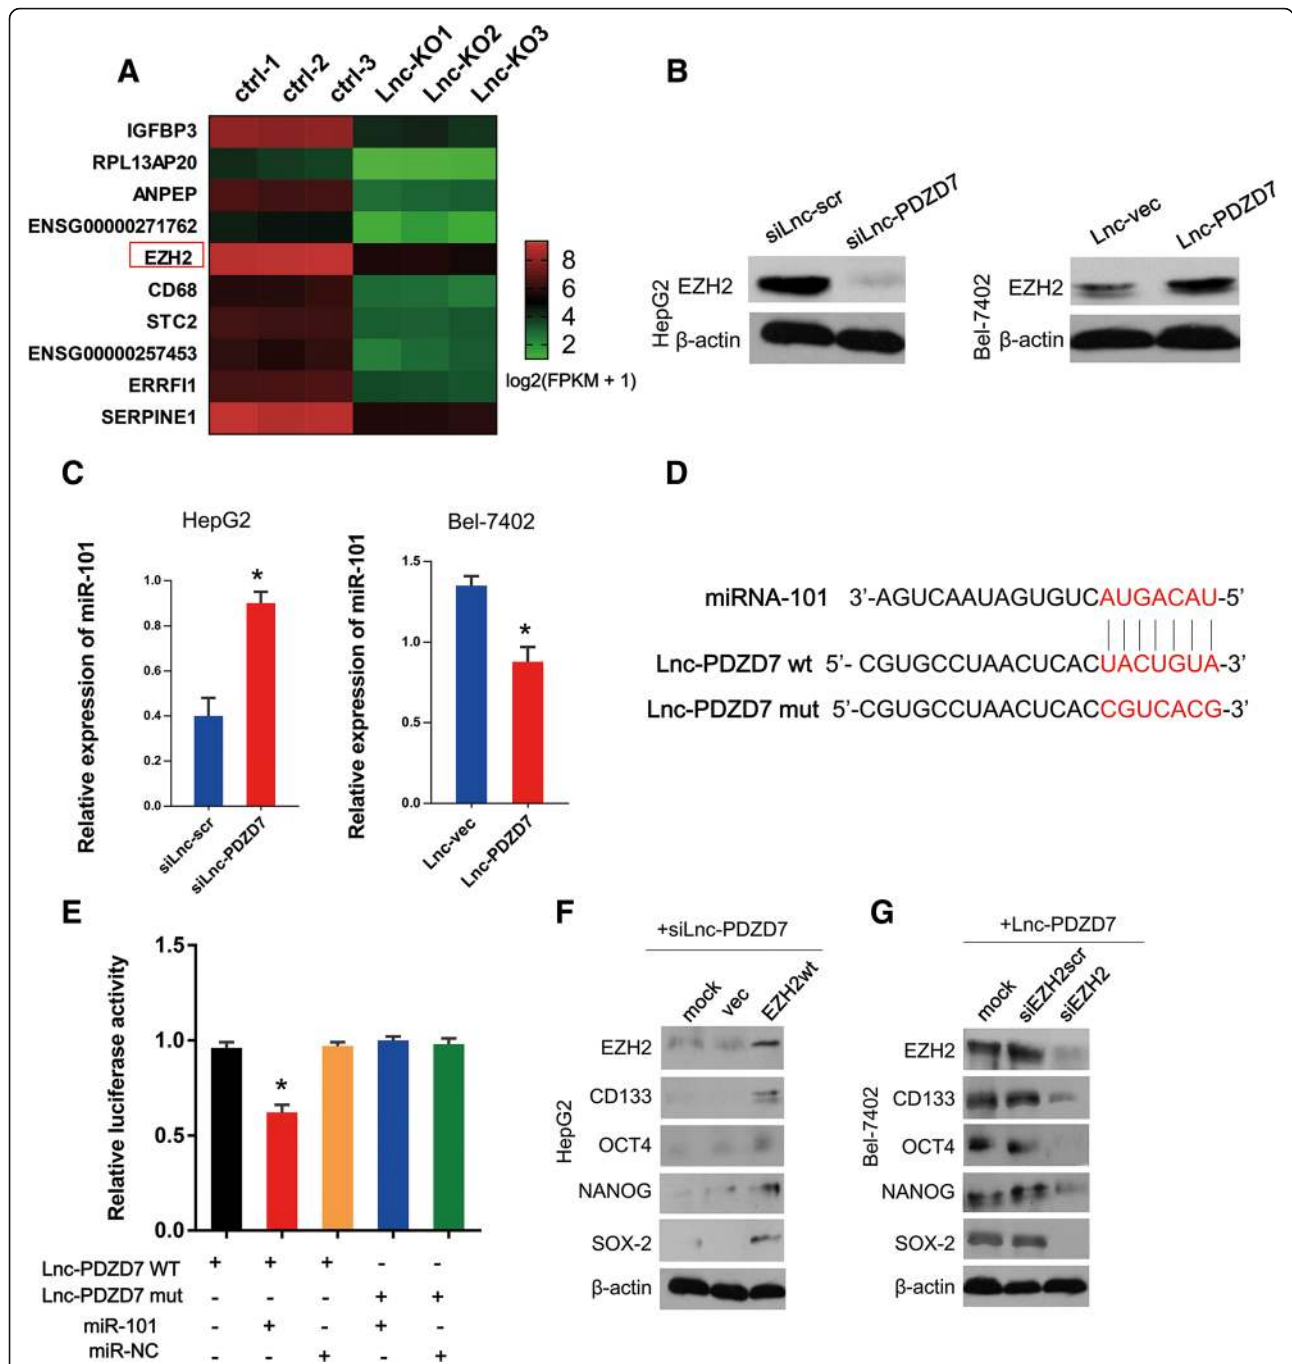 A
ctrl-1 ctrl-2 ctrl-3 Lnc-KO1 Lnc-KO2 Lnc-KO3
IGFBP3
RPL13AP20
ANPEP
ENSG00000271762
EZH2
CD68
STC2
ENSG00000257453
ERRFI1
SERPINE1
8
6
4
2
log2(FPKM + 1)
B
siLnc-scr siLnc-PDZD7
HepG2
EZH2
β-actin
Lnc-vec Lnc-PDZD7
Bel-7402
EZH2
β-actin
C
HepG2
Relative expression of miR-101
1.0
0.8
0.6
0.4
0.2
0.0
*
siLnc-scr siLnc-PDZD7
Bel-7402
Relative expression of miR-101
1.5
1.0
1.5
0.0
*
Lnc-vec Lnc-PDZD7
D
miRNA-101 3'-AGUCAAUAGUGUCAUGACAU-5'
Lnc-PDZD7 wt 5'- CGUGCCUAACUCACUACUGUA-3'
Lnc-PDZD7 mut 5'-CGUGCCUAACUCACCGUCACG-3'
E
Relative luciferase activity
1.5
1.0
0.5
0.0
*
Lnc-PDZD7 WT + + + - -
Lnc-PDZD7 mut - - - + +
miR-101 - + - + -
miR-NC - - + - +
F
+siLnc-PDZD7
mock vec EZH2wt
HepG2
EZH2
CD133
OCT4
NANOG
SOX-2
β-actin
G
+Lnc-PDZD7
mock siEZH2scr siEZH2
Bel-7402
EZH2
CD133
OCT4
NANOG
SOX-2
β-actin